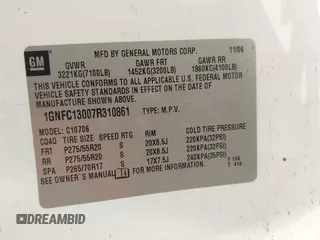 GM
MFD BY GENERAL MOTORS CORP. 11/06
GVWR GAWR FRT GAWR RR
3221KG(7100LB) 1452KG(3200LB) 1860KG(4100LB)
THIS VEHICLE CONFORMS TO ALL APPLICABLE U.S. FEDERAL
MOTOR VEHICLE SAFETY STANDARDS IN EFFECT ON
THE DATE OF MANUFACTURE SHOWN ABOVE.
1GNFC13007R310861 TYPE: M.P.V.
MODEL: C10706
TIRE SIZE SPEED RTG RIM COLD TIRE PRESSURE
FRT P275/55R20 S 20X8.5J 220KPA(32PSI)
RR P275/55R20 S 20X8.5J 220KPA(32PSI)
SPA P265/70R17 S 17X7.5J 240KPA(35PSI)
SEE OWNER'S MANUAL FOR MORE INFORMATION.
DREAMBID